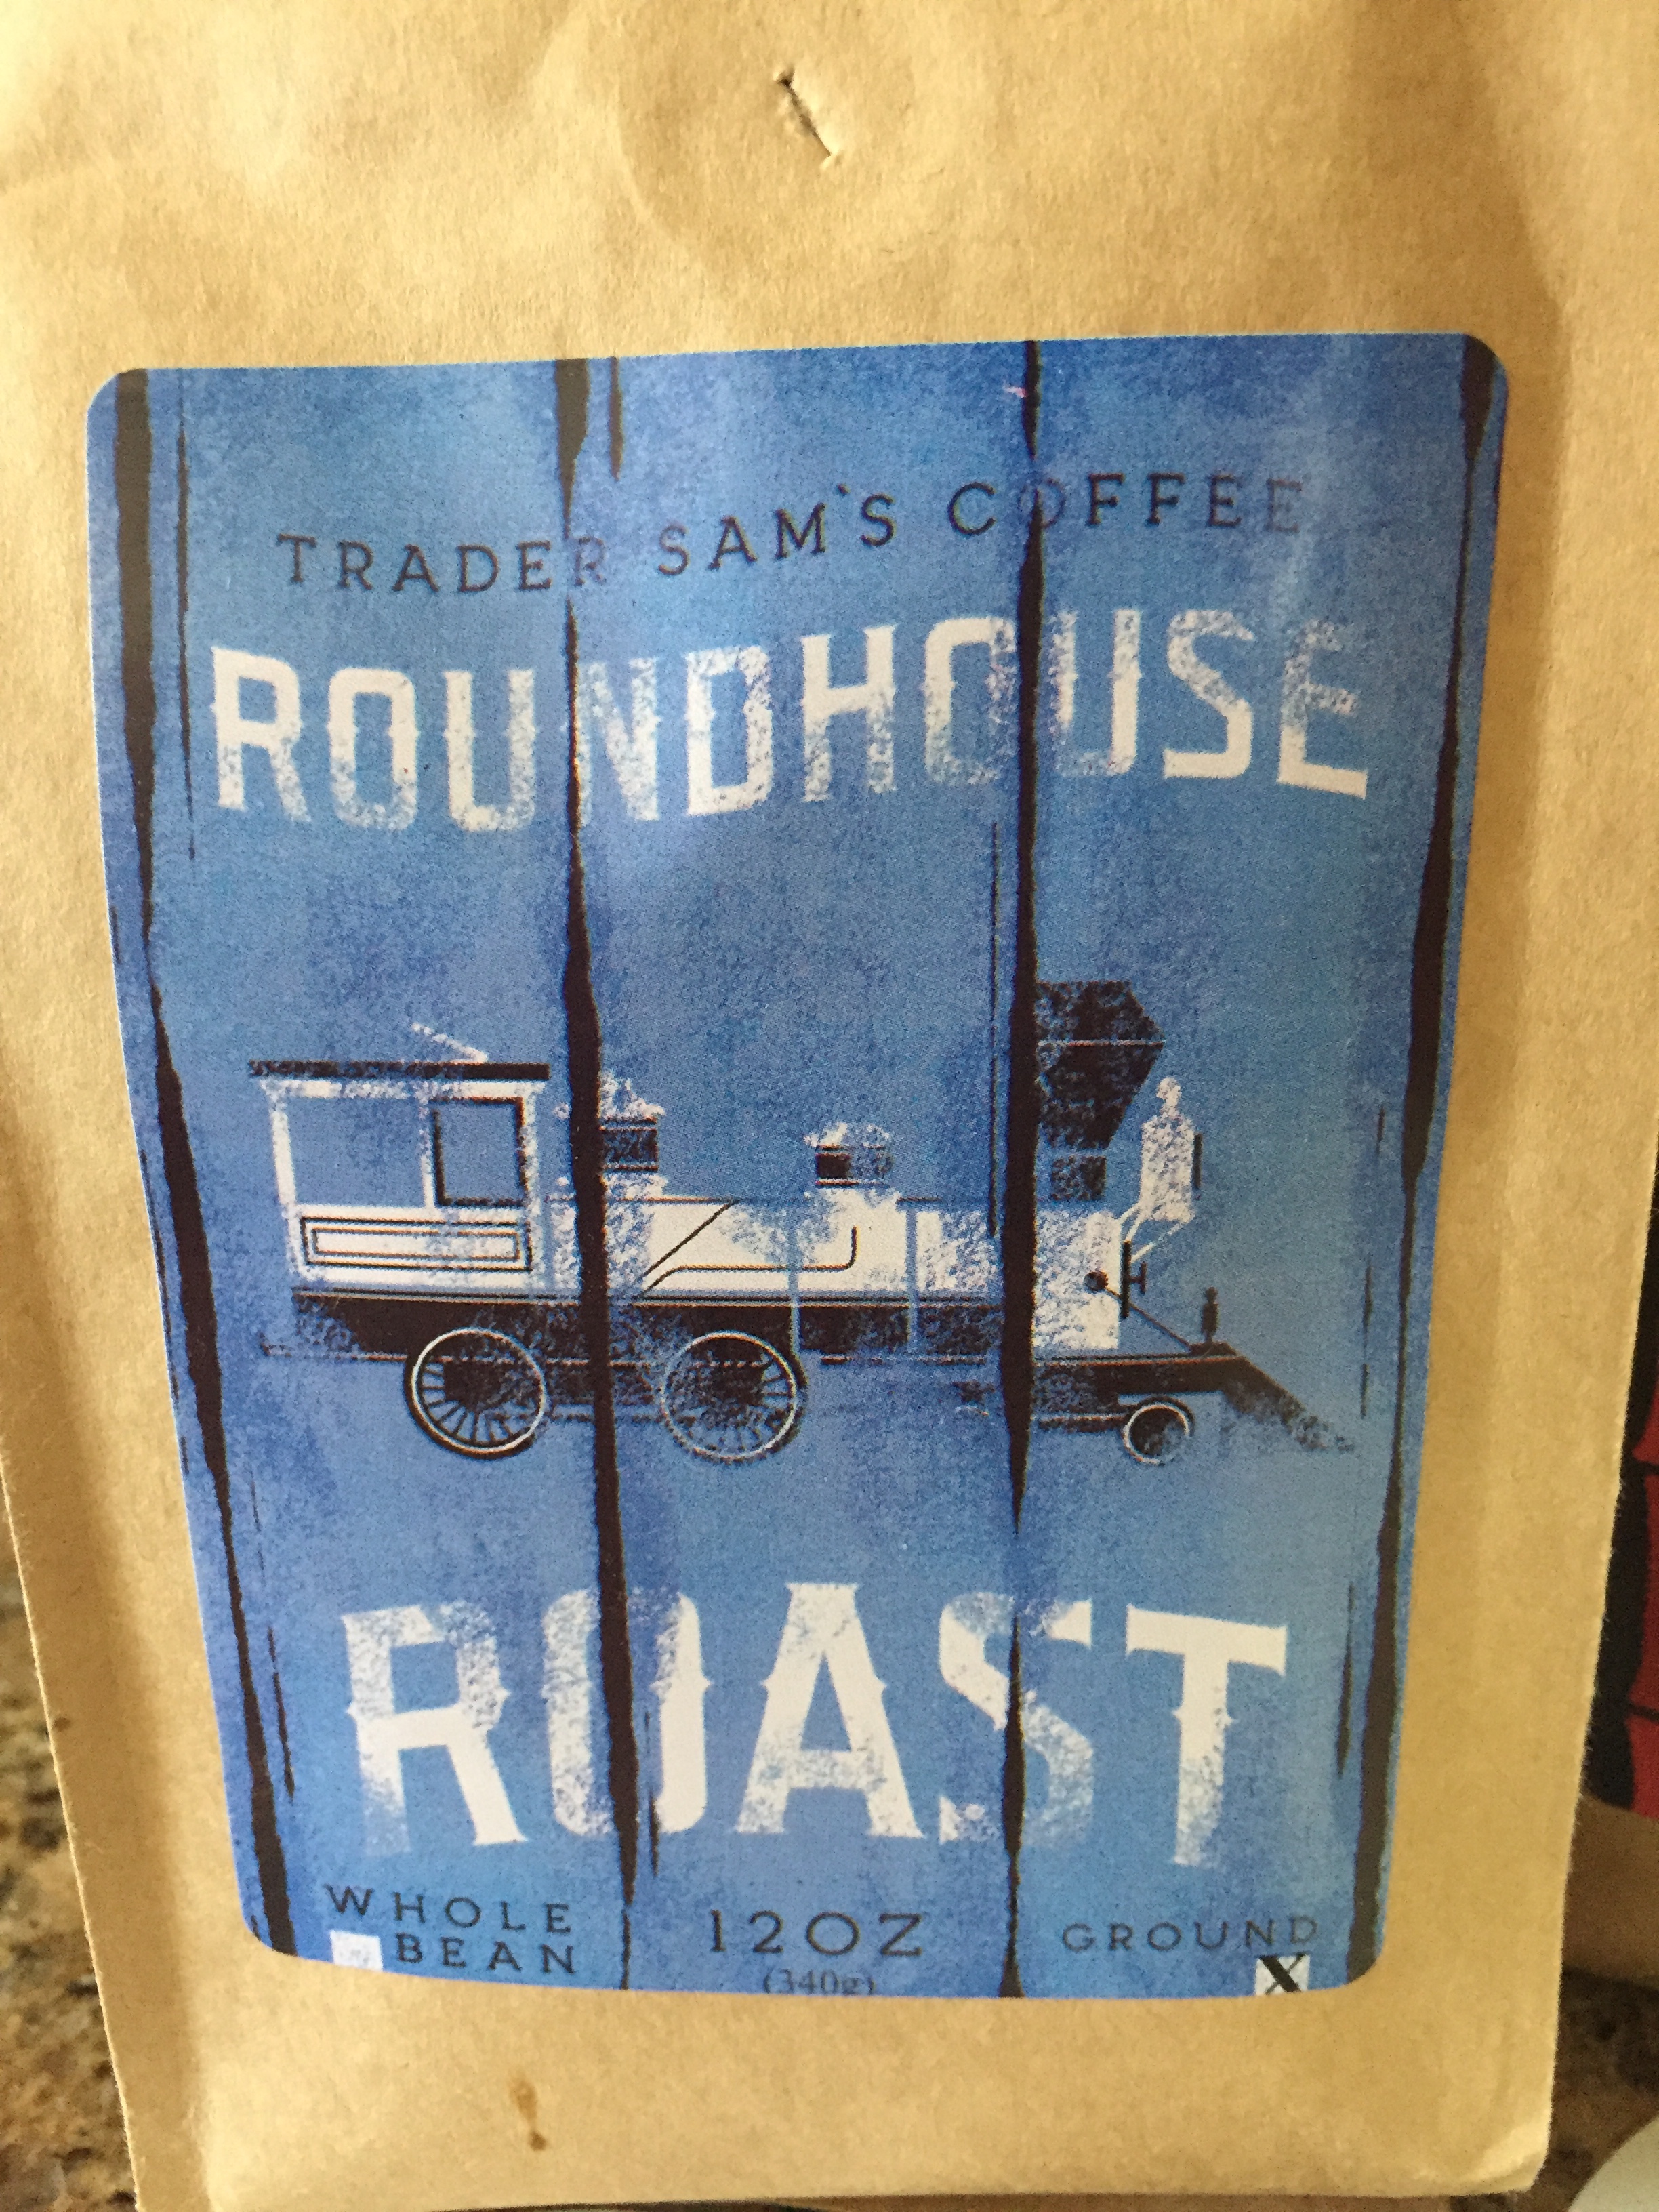 TRADER SAM'S COFFEE
ROUNDHOUSE
ROAST
WHOLE
BEAN
12OZ
(340g)
GROUND
X